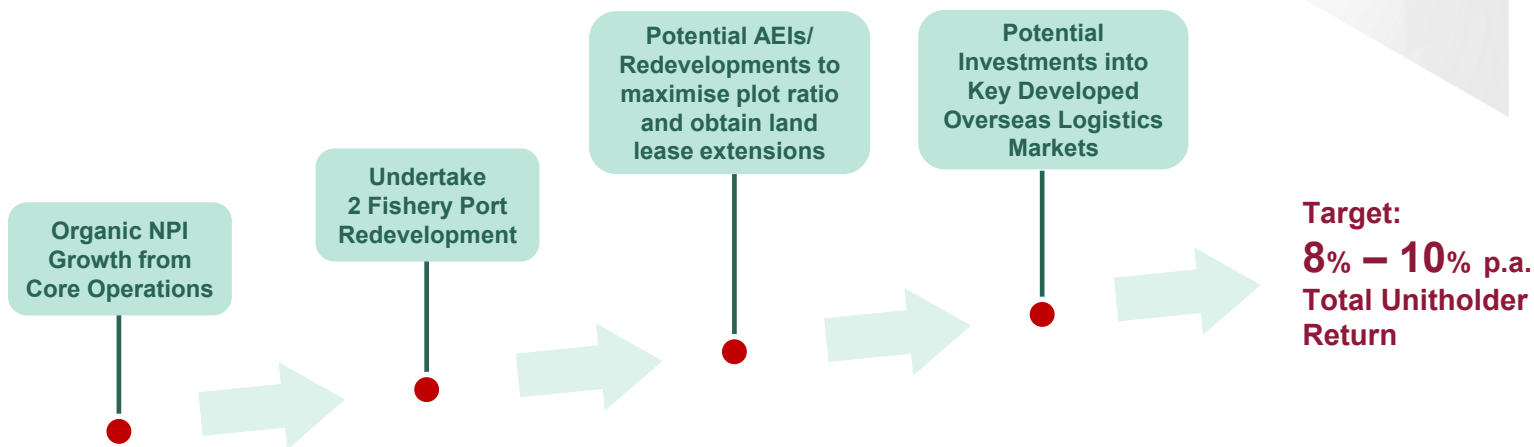 Organic NPI
Growth from
Core Operations
Undertake
2 Fishery Port
Redevelopment
Potential AEIs/
Redevelopments to
maximise plot ratio
and obtain land
lease extensions
Potential
Investments into
Key Developed
Overseas Logistics
Markets
Target:
8% – 10% p.a.
Total Unitholder
Return